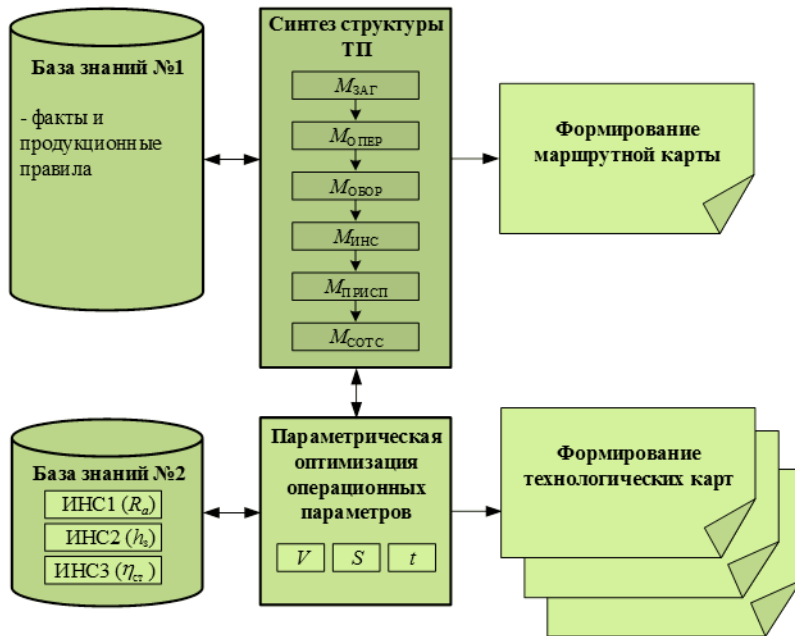 База знаний №1
- факты и
продукционные
правила
Синтез структуры
ТП
MЗАГ
MОПЕР
MОБОР
MИНС
MПРИСП
MСОТС
Формирование
маршрутной карты
База знаний №2
ИНС1 (Ra)
ИНС2 (hs)
ИНС3 (ηст )
Параметрическая
оптимизация
операционных
параметров
V S t
Формирование
технологических карт